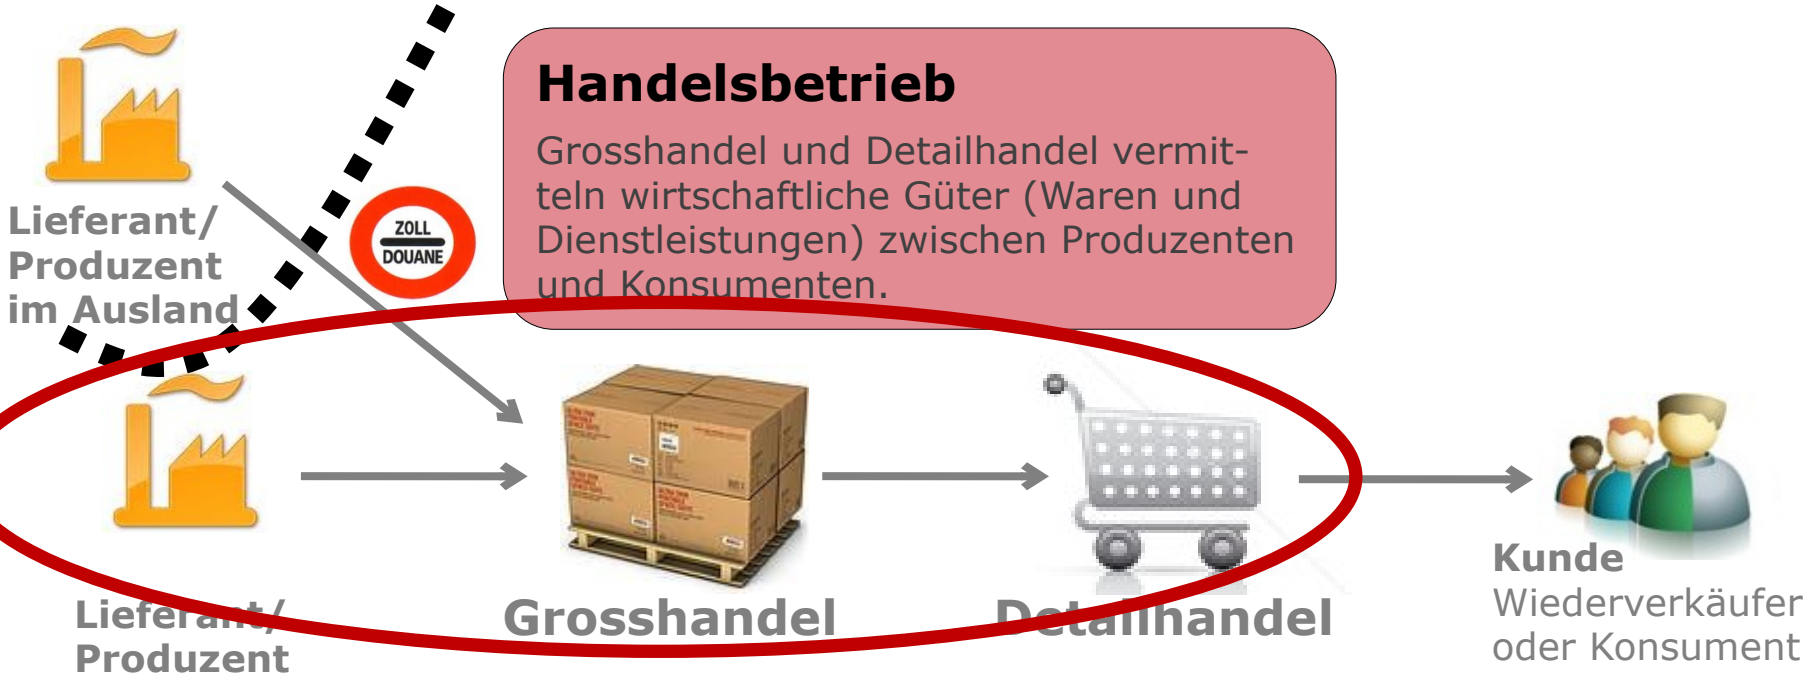 Handelsbetrieb
Grosshandel und Detailhandel vermit-
teln wirtschaftliche Güter (Waren und
Dienstleistungen) zwischen Produzenten
und Konsumenten.
Lieferant/
Produzent
im Ausland
ZOLL
DOUANE
Lieferant/
Produzent
Grosshandel
Detailhandel
Kunde
Wiederverkäufer
oder Konsument